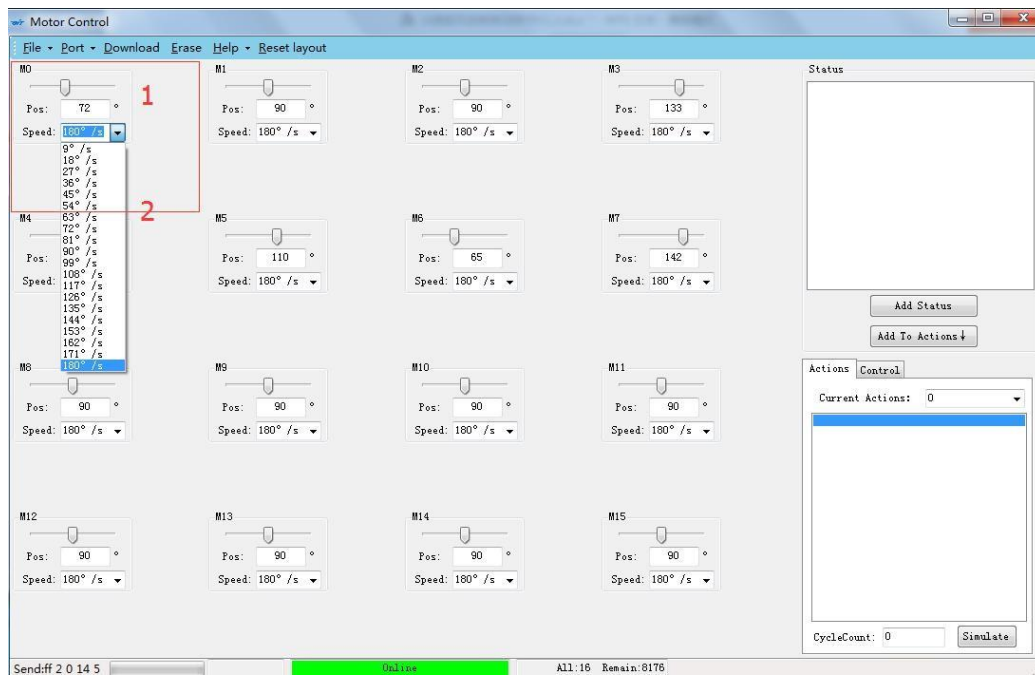 Motor Control
File Port Download Erase Help Reset layout
M0 M1 M2 M3 Status
1
Pos: 72 ° Pos: 90 ° Pos: 90 ° Pos: 133 °
Speed: 180° /s Speed: 180° /s Speed: 180° /s Speed: 180° /s
9° /s
18° /s
27° /s
36° /s
45° /s
54° /s
2
63° /s
M4 M5 M6 M7
72° /s
81° /s
90° /s
Pos: Pos: 110 ° Pos: 65 ° Pos: 142 °
99° /s
108° /s
Speed: Speed: 180° /s Speed: 180° /s Speed: 180° /s
117° /s
126° /s
135° /s
144° /s
153° /s
162° /s
171° /s
180° /s
Add Status
Add To Actions↓
M8 M9 M10 M11
Actions Control
Current Actions: 0
Pos: 90 ° Pos: 90 ° Pos: 90 ° Pos: 90 °
Speed: 180° /s Speed: 180° /s Speed: 180° /s Speed: 180° /s
M12 M13 M14 M15
Pos: 90 ° Pos: 90 ° Pos: 90 ° Pos: 90 °
Speed: 180° /s Speed: 180° /s Speed: 180° /s Speed: 180° /s
CycleCount: 0 Simulate
Send:ff 2 0 14 5 Online All:16 Remain:8176